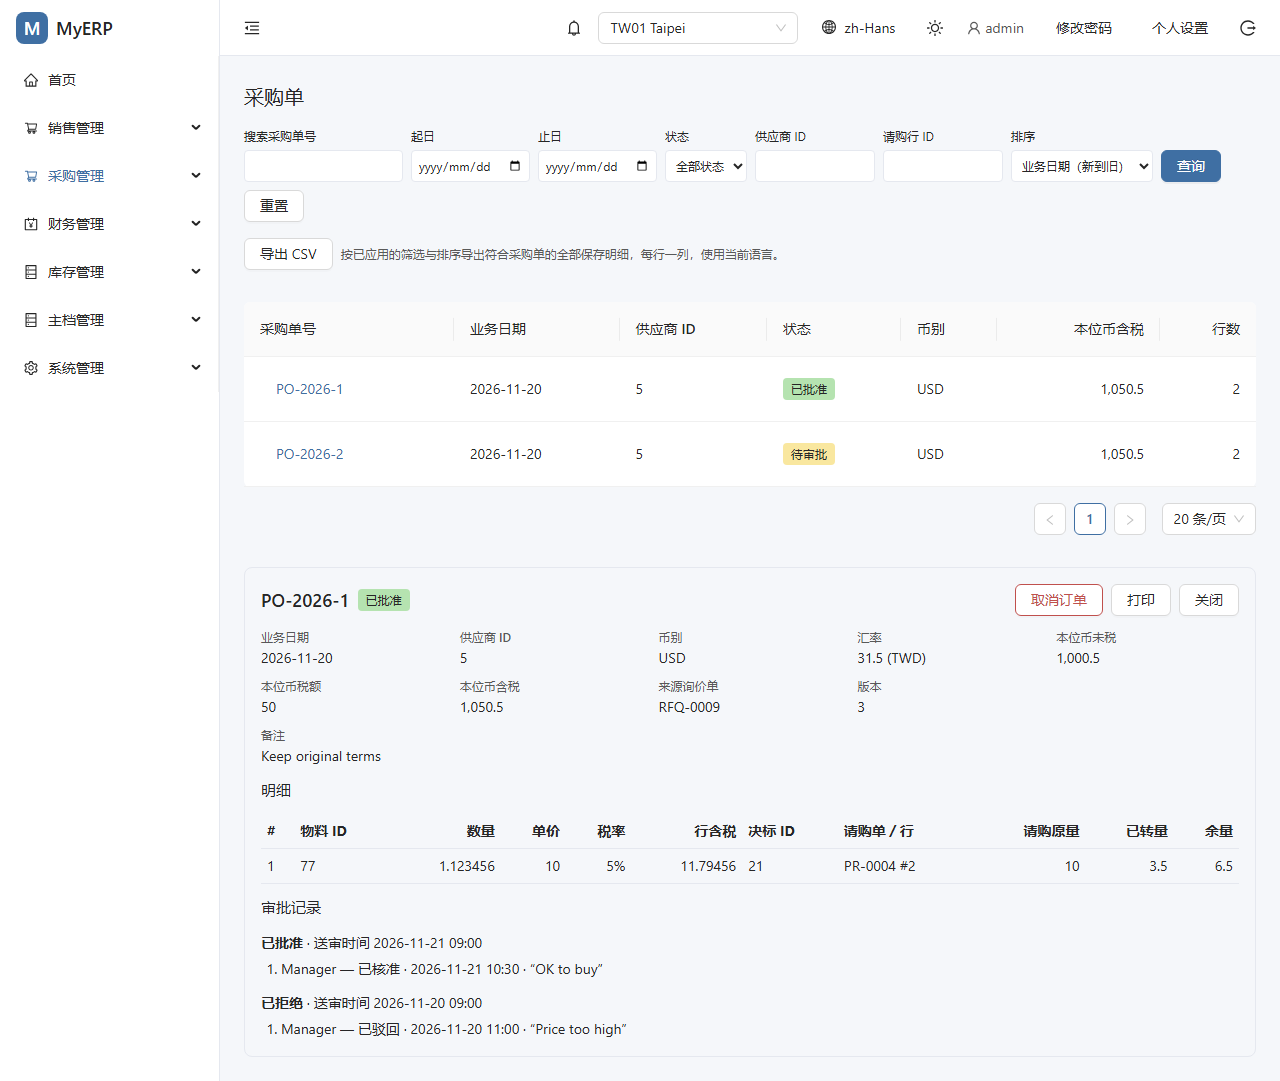 M MyERP
TW01 Taipei
zh-Hans
admin
修改密码
个人设置
首页
销售管理
采购管理
财务管理
库存管理
主档管理
系统管理
采购单
搜索采购单号 起日 止日 状态 供应商 ID 请购行 ID 排序
yyyy/mm/dd yyyy/mm/dd 全部状态 业务日期（新到旧） 查询
重置
导出 CSV 按已应用的筛选与排序导出符合采购单的全部保存明细，每行一列，使用当前语言。
采购单号 业务日期 供应商 ID 状态 币别 本位币含税 行数
PO-2026-1 2026-11-20 5 已批准 USD 1,050.5 2
PO-2026-2 2026-11-20 5 待审批 USD 1,050.5 2
< 1 > 20 条/页
PO-2026-1 已批准 取消订单 打印 关闭
业务日期 供应商 ID 币别 汇率 本位币未税
2026-11-20 5 USD 31.5 (TWD) 1,000.5
本位币税额 本位币含税 来源询价单 版本
50 1,050.5 RFQ-0009 3
备注
Keep original terms
明细
# 物料 ID 数量 单价 税率 行含税 决标 ID 请购单 / 行 请购原量 已转量 余量
1 77 1.123456 10 5% 11.79456 21 PR-0004 #2 10 3.5 6.5
审批记录
已批准 · 送审时间 2026-11-21 09:00
1. Manager — 已核准 · 2026-11-21 10:30 · “OK to buy”
已拒绝 · 送审时间 2026-11-20 09:00
1. Manager — 已驳回 · 2026-11-20 11:00 · “Price too high”